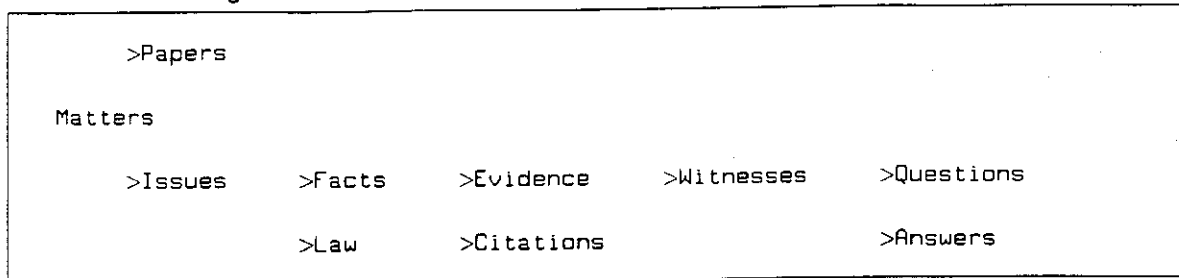 >Papers
Matters
>Issues >Facts >Evidence >Witnesses >Questions
>Law >Citations >Answers